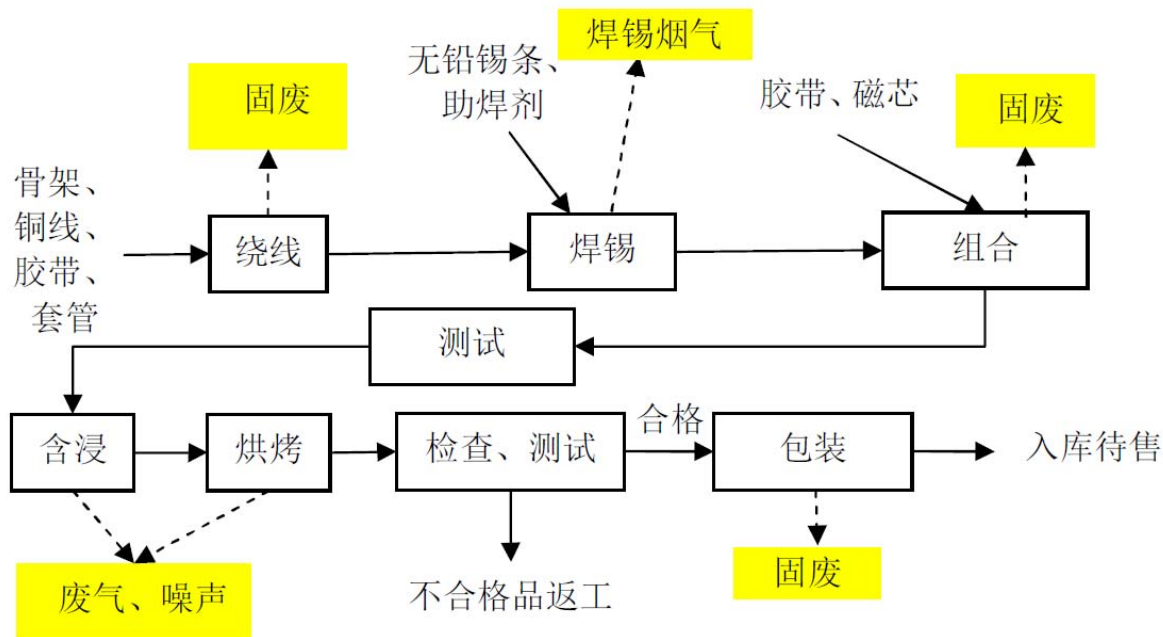 焊锡烟气
固废
无铅锡条、
助焊剂
胶带、磁芯
固废
骨架、
铜线、
胶带、
套管
绕线
焊锡
组合
测试
含浸
烘烤
检查、测试
合格
包装
入库待售
废气、噪声
不合格品返工
固废